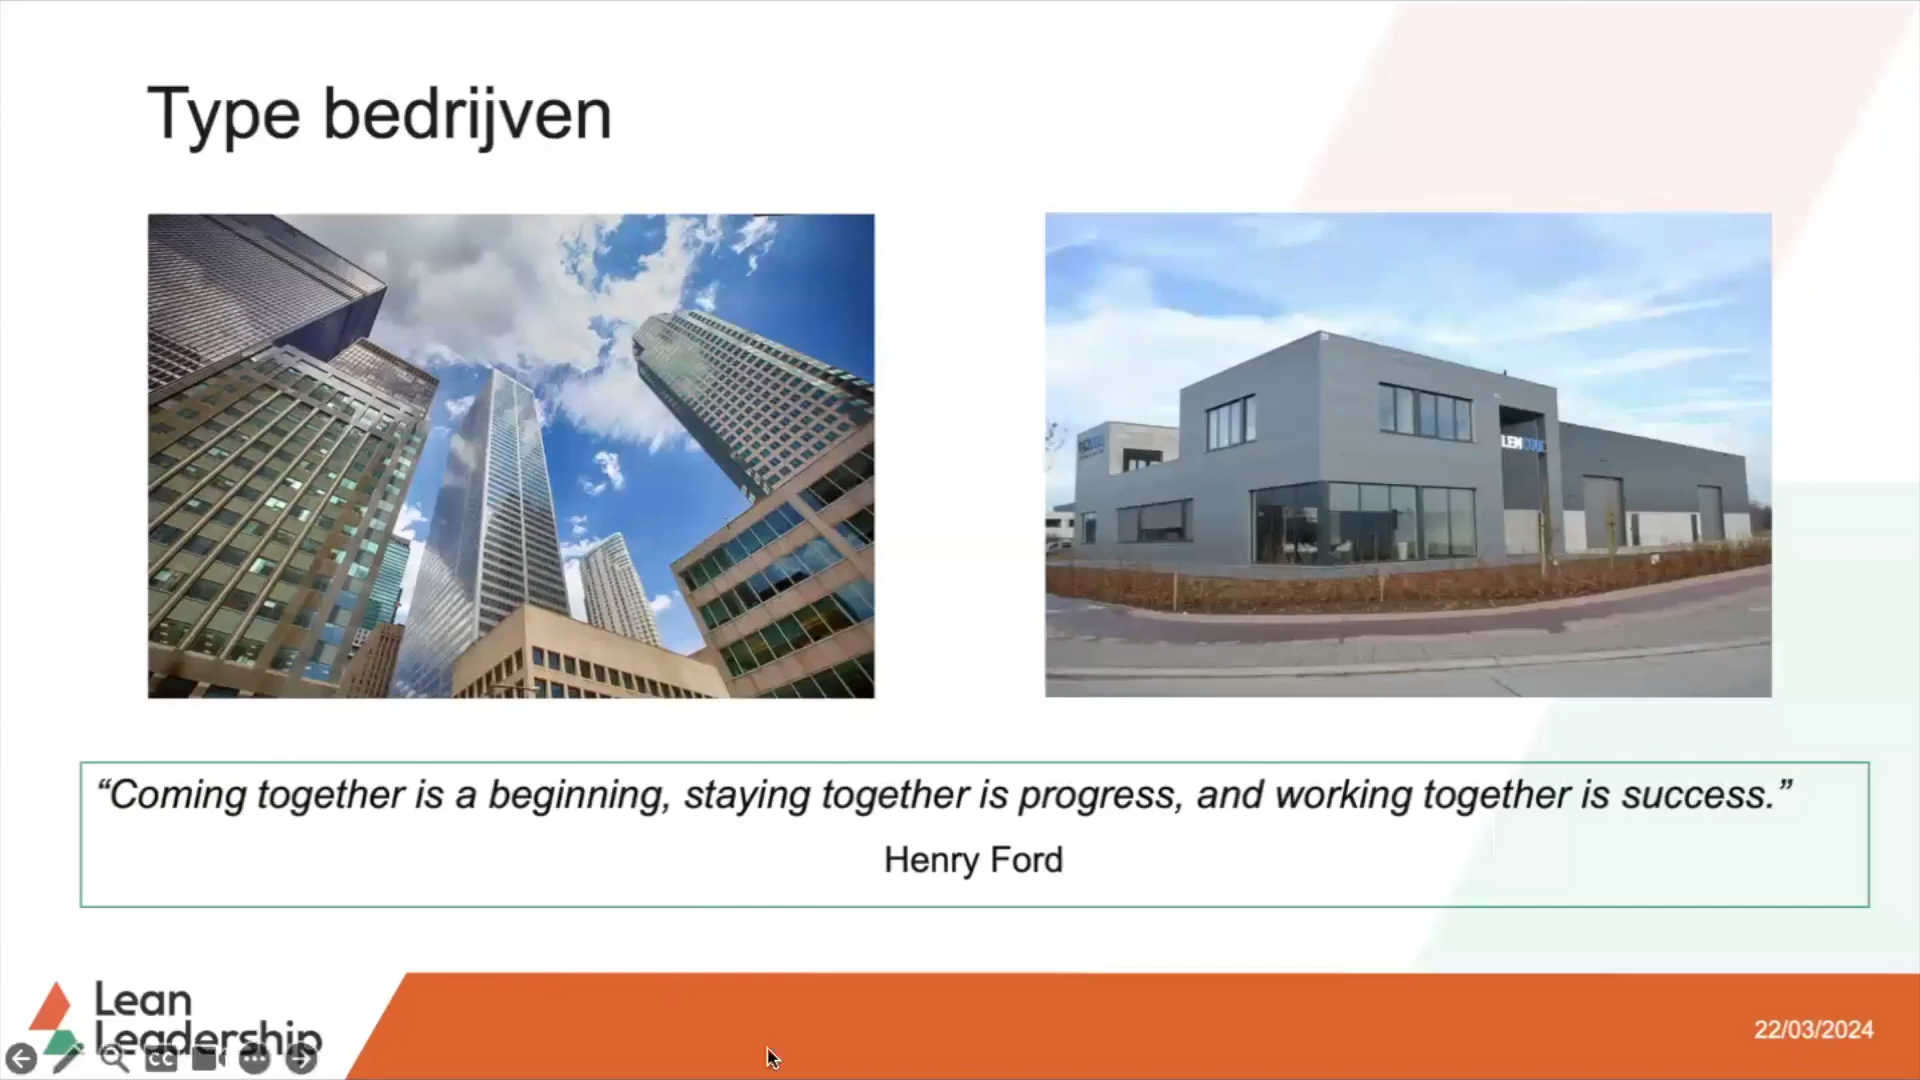 Type bedrijven
“Coming together is a beginning, staying together is progress, and working together is success.”
Henry Ford
Lean
Leadership
CC
22/03/2024